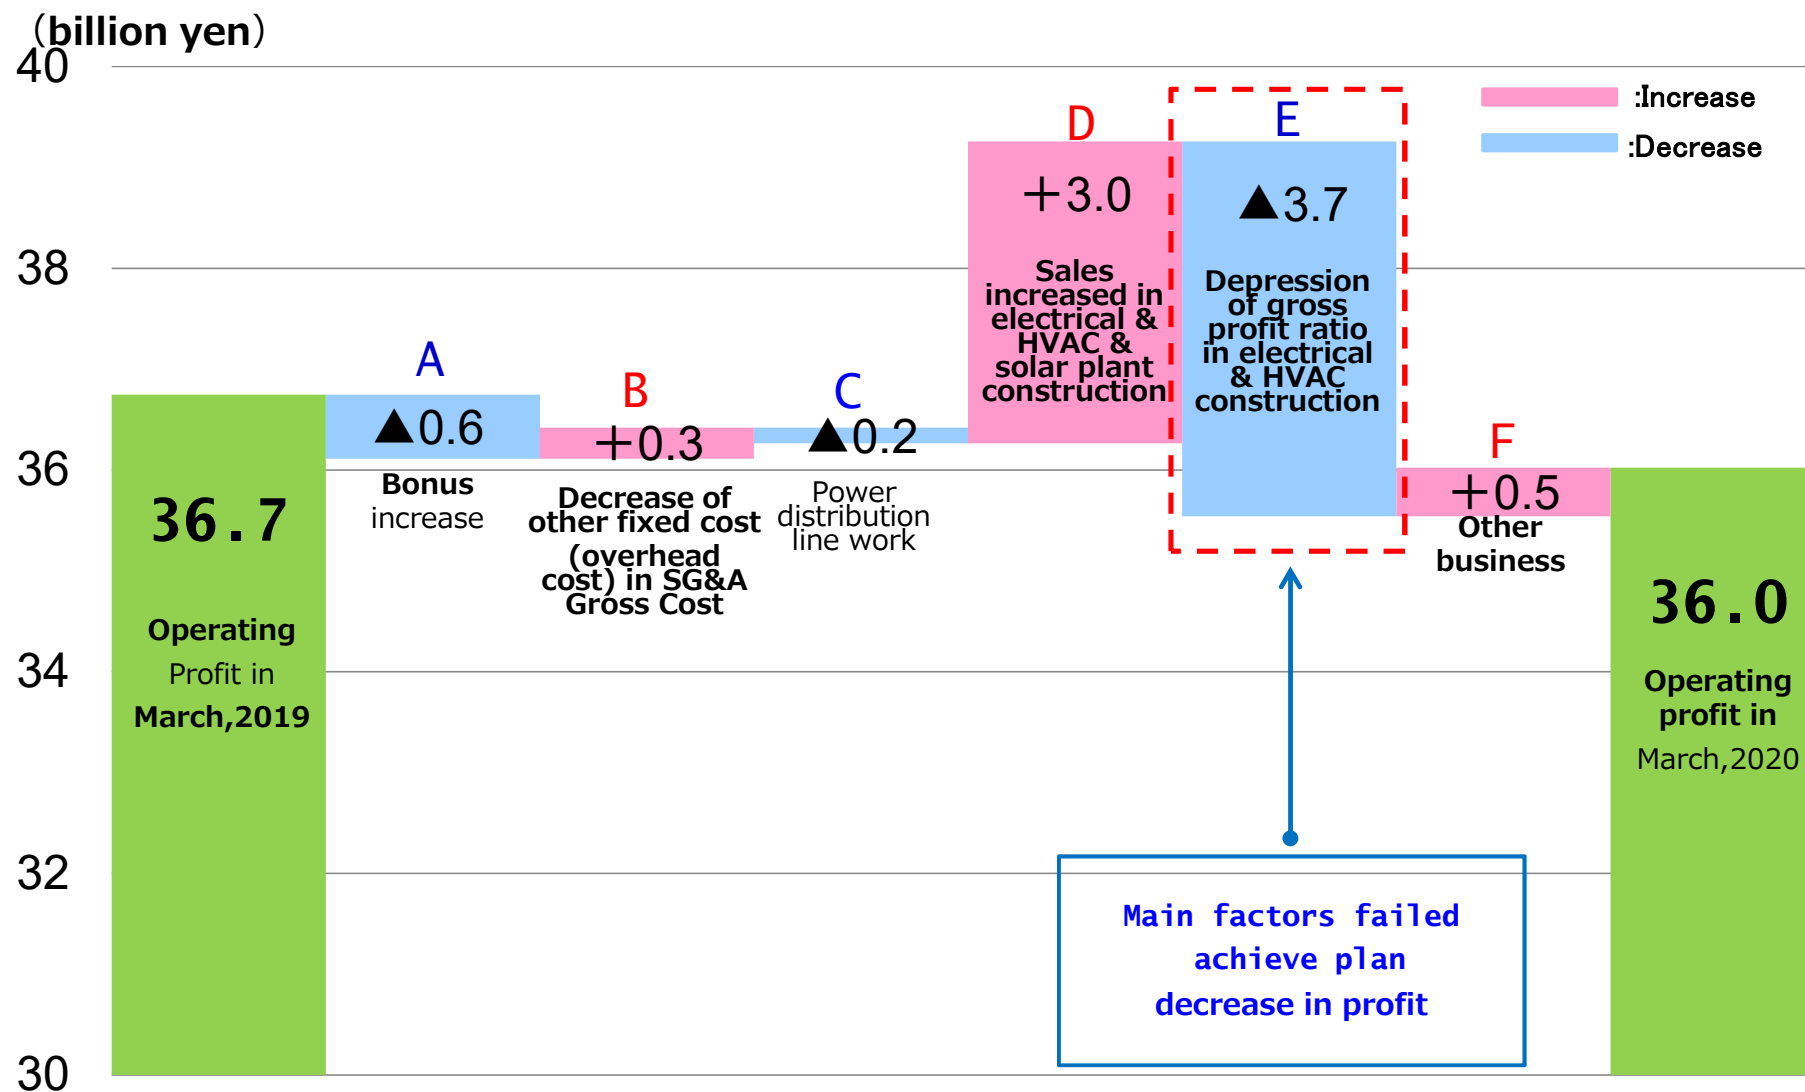 （billion yen）
40
38
36
34
32
30
:Increase
:Decrease
36.7
Operating
Profit in
March,2019
A
▲0.6
Bonus
increase
B
＋0.3
Decrease of
other fixed cost
(overhead
cost) in SG&A
Gross Cost
C
▲0.2
Power
distribution
line work
D
＋3.0
Sales
increased in
electrical &
HVAC &
solar plant
construction
E
▲3.7
Depression
of gross
profit ratio
in electrical
& HVAC
construction
F
＋0.5
Other
business
36.0
Operating
profit in
March,2020
Main factors failed
achieve plan
decrease in profit